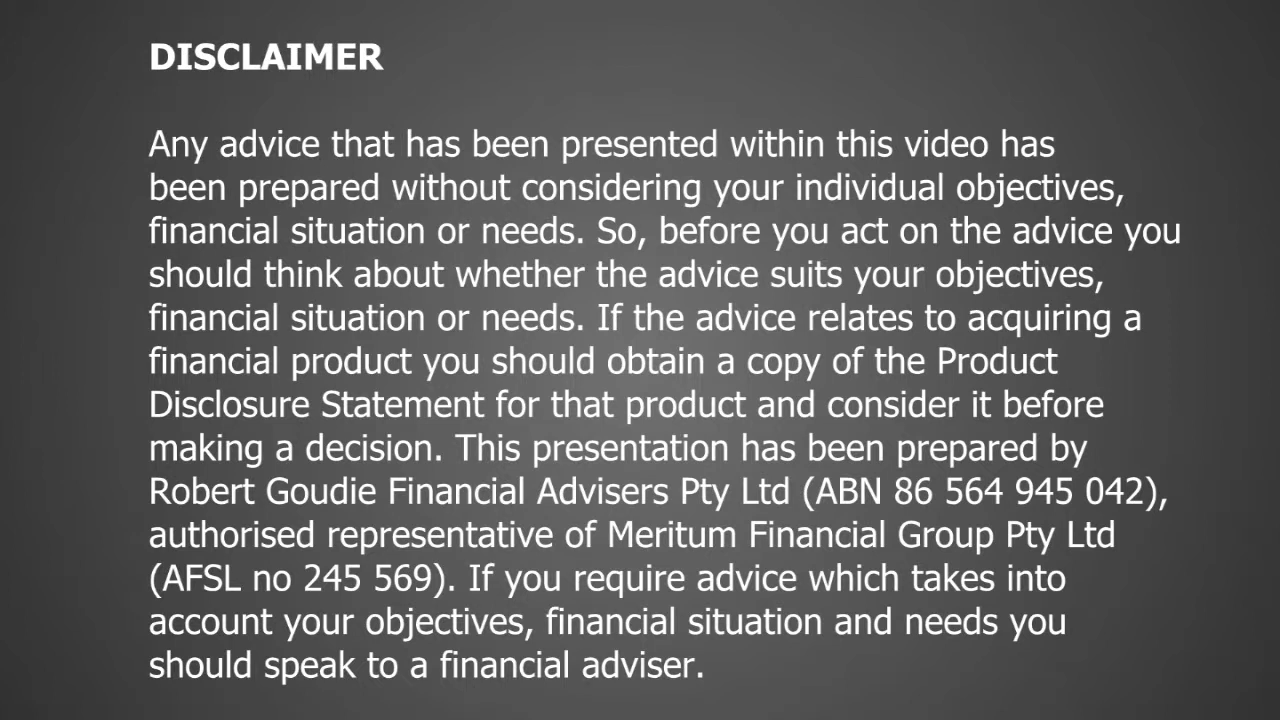 DISCLAIMER
Any advice that has been presented within this video has
been prepared without considering your individual objectives,
financial situation or needs. So, before you act on the advice you
should think about whether the advice suits your objectives,
financial situation or needs. If the advice relates to acquiring a
financial product you should obtain a copy of the Product
Disclosure Statement for that product and consider it before
making a decision. This presentation has been prepared by
Robert Goudie Financial Advisers Pty Ltd (ABN 86 564 945 042),
authorised representative of Meritum Financial Group Pty Ltd
(AFSL no 245 569). If you require advice which takes into
account your objectives, financial situation and needs you
should speak to a financial adviser.